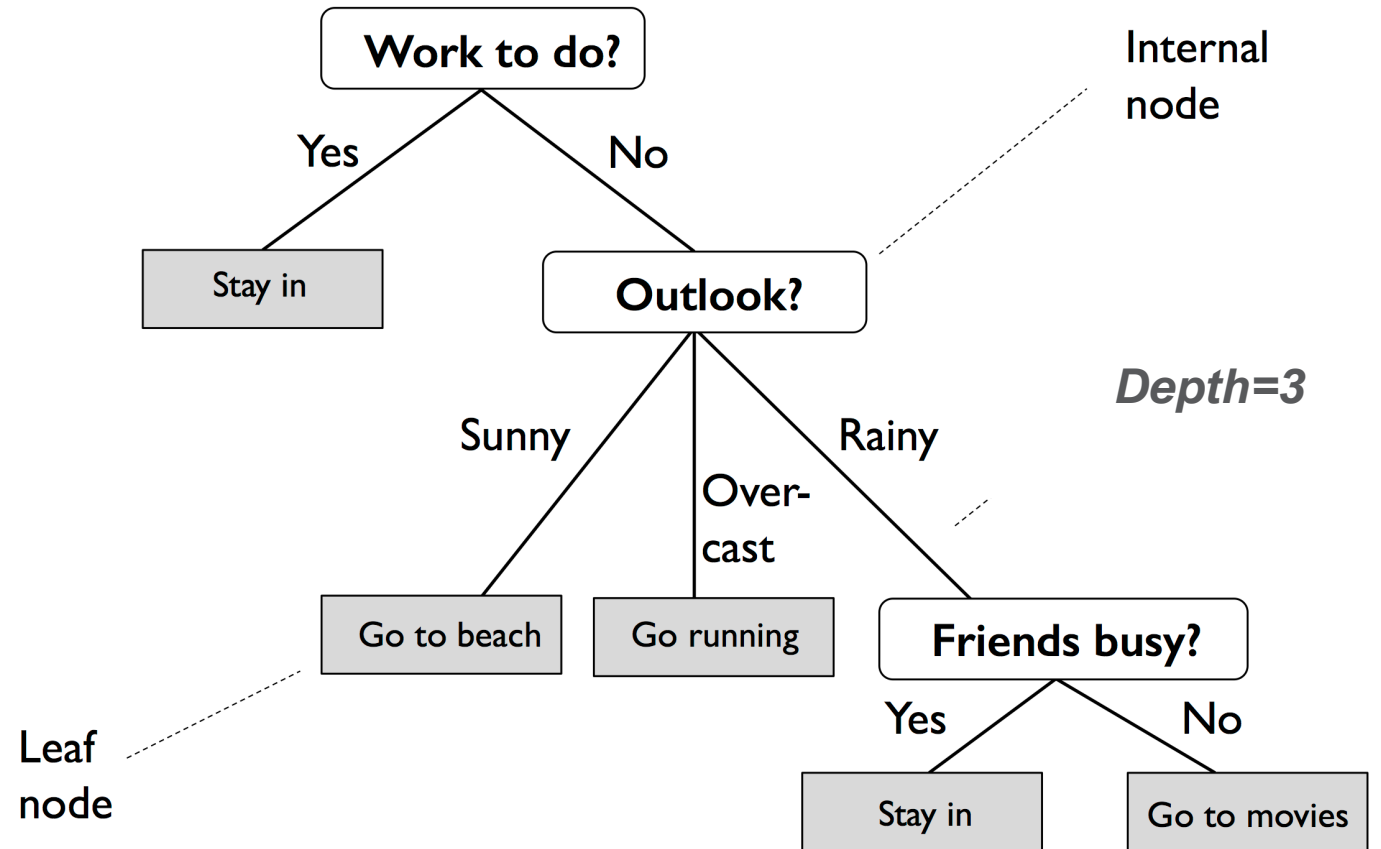 Work to do?
Internal
node
Yes
No
Stay in
Outlook?
Depth=3
Sunny
Rainy
Over-
cast
Go to beach
Go running
Friends busy?
Yes
No
Leaf
node
Stay in
Go to movies